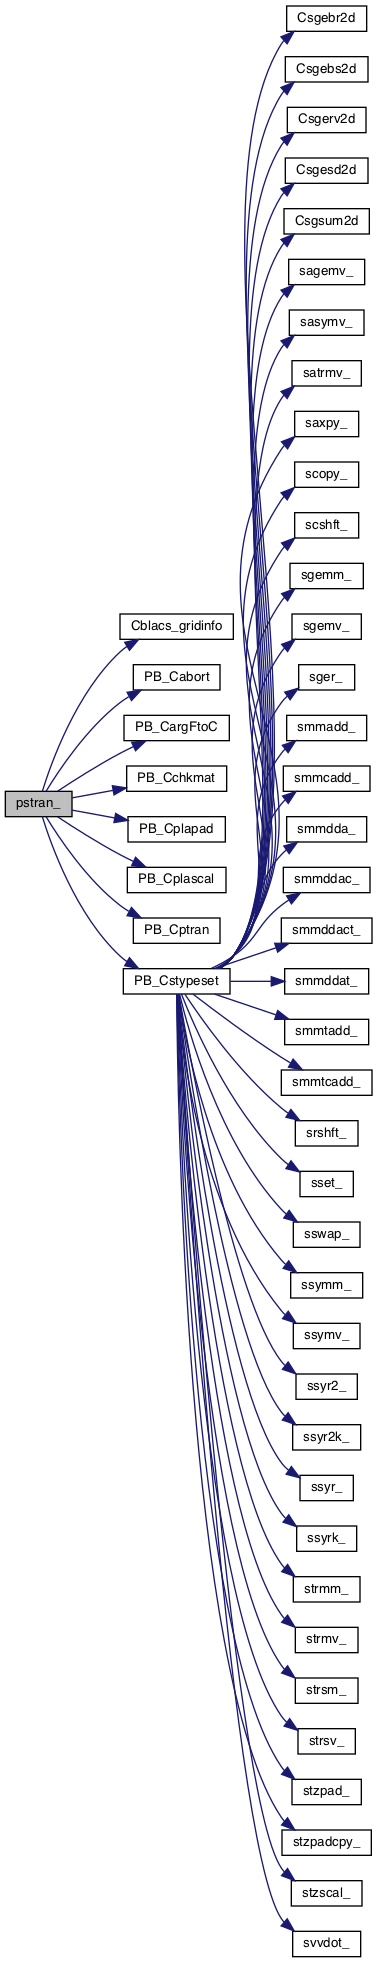 Csgebr2d
Csgebs2d
Csgerv2d
Csgesd2d
Csgsum2d
sagemv_
sasymv_
satrmv_
saxpy_
scopy_
scshft_
sgemm_
Cblacs_gridinfo
sgemv_
PB_Cabort
sger_
PB_CargFtoC
smmadd_
PB_Cchkmat
smmcadd_
pstran_
PB_Cplapad
smmdda_
PB_Cplascal
smmddac_
PB_Cptran
smmddact_
PB_Cstypeset
smmddat_
smmtadd_
smmtcadd_
srshft_
sset_
sswap_
ssymm_
ssymv_
ssyr2_
ssyr2k_
ssyr_
ssyrk_
strmm_
strmv_
strsm_
strsv_
stzpad_
stzpadcpy_
stzscal_
svvdot_